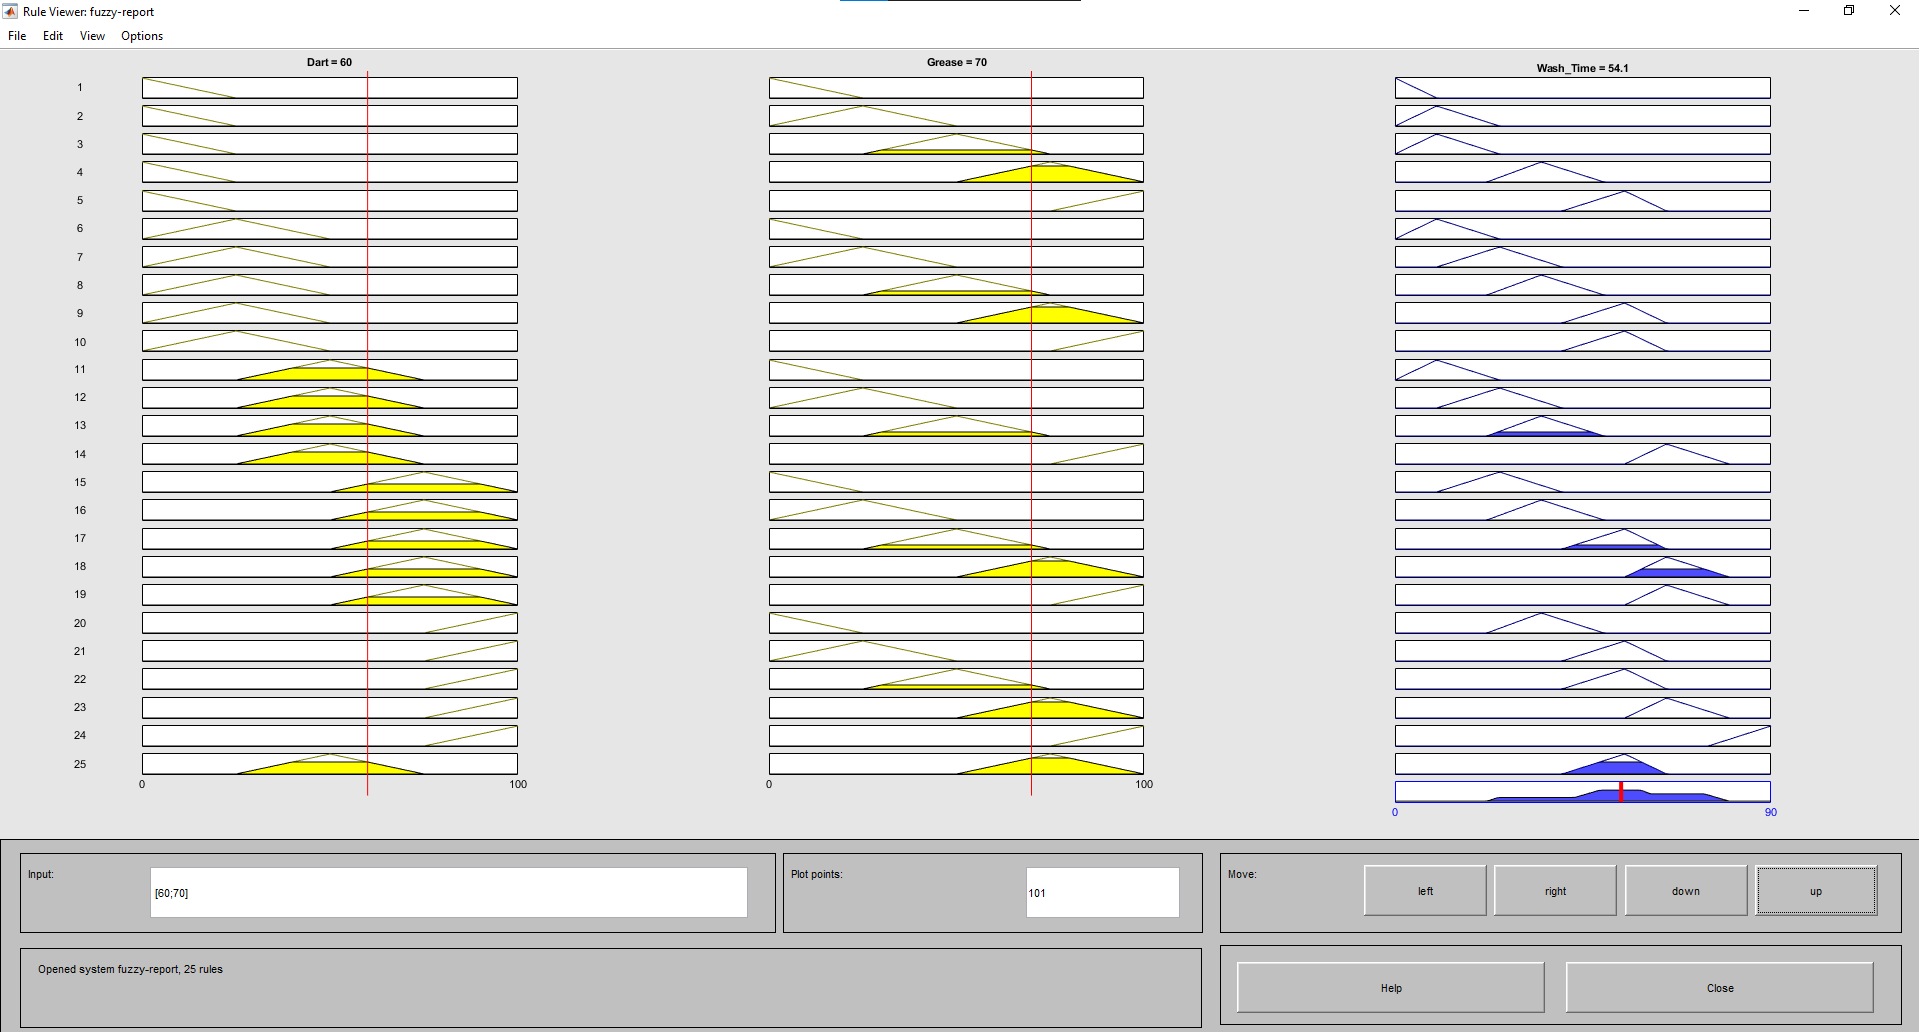 Rule Viewer: fuzzy-report
File Edit View Options
Dart = 60
Grease = 70
Wash_Time = 54.1
1
2
3
4
5
6
7
8
9
10
11
12
13
14
15
16
17
18
19
20
21
22
23
24
25
0 100
0 100
0 90
Input:
[60;70]
Plot points:
101
Move:
left right down up
Opened system fuzzy-report, 25 rules
Help Close